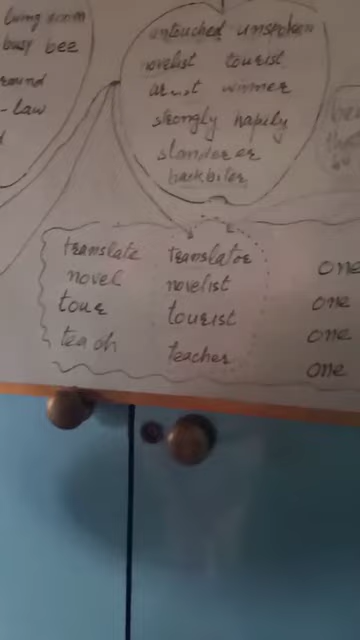 living room
busy bee
- law
untouched unspoken
novelist tourist
artist winner
strongly happily
slanderer
backbiter
translate translator
novel novelist one
tour tourist one
teach teacher one
one